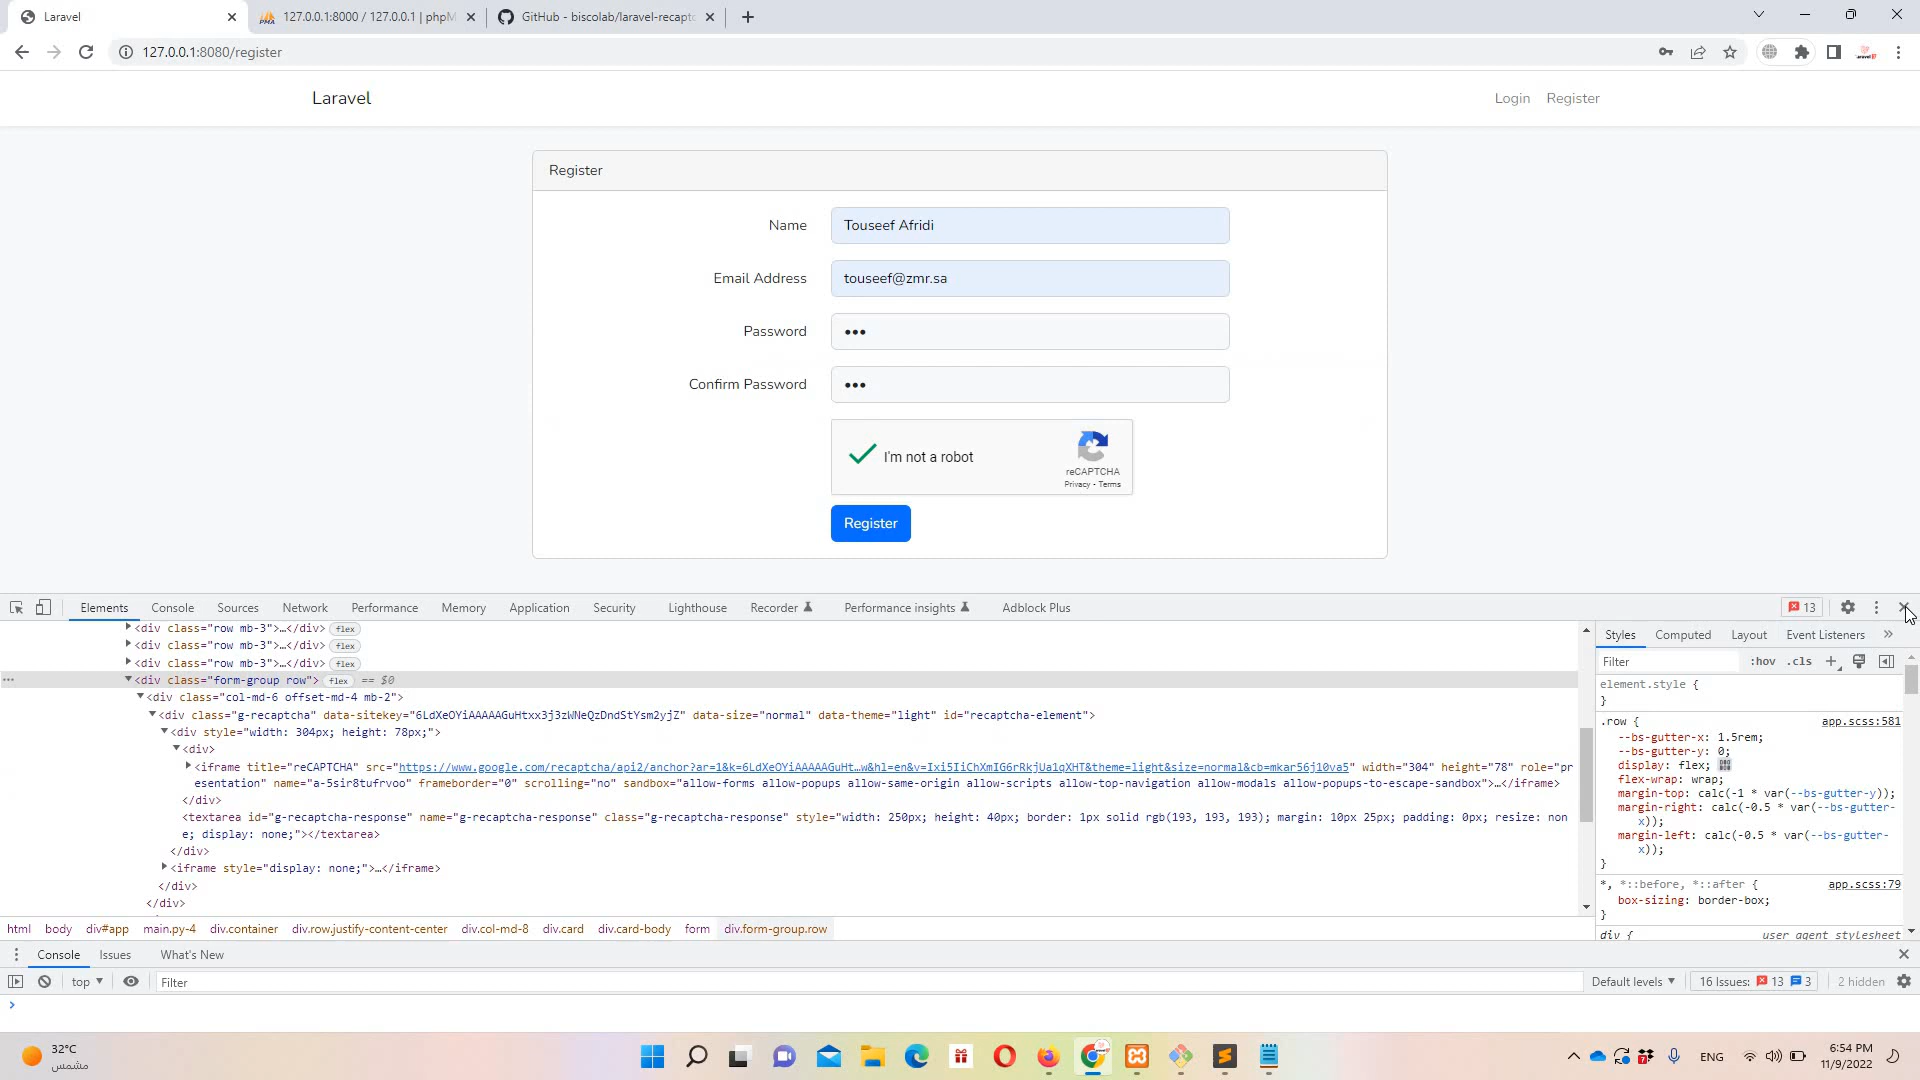 Laravel
127.0.0.1:8000 / 127.0.0.1 | phpM
GitHub - biscolab/laravel-recaptc
127.0.0.1:8080/register
Laravel
Login Register
Register
Name
Touseef Afridi
Email Address
touseef@zmr.sa
Password
•••
Confirm Password
•••
I'm not a robot
reCAPTCHA
Privacy - Terms
Register
Elements Console Sources Network Performance Memory Application Security Lighthouse Recorder Performance insights Adblock Plus
13
<div class="row mb-3">…</div> flex
<div class="row mb-3">…</div> flex
<div class="row mb-3">…</div> flex
<div class="form-group row"> flex == $0
<div class="col-md-6 offset-md-4 mb-2">
<div class="g-recaptcha" data-sitekey="6LdXeOYiAAAAAGuHtxx3j3zWNeQzDndStYsm2yjZ" data-size="normal" data-theme="light" id="recaptcha-element">
<div style="width: 304px; height: 78px;">
<div>
<iframe title="reCAPTCHA" src="https://www.google.com/recaptcha/api2/anchor?ar=1&k=6LdXeOYiAAAAAGuHt…w&hl=en&v=Ixi5IiChXmIG6rRkjUa1qXHT&theme=light&size=normal&cb=mkar56j10va5" width="304" height="78" role="pr
esentation" name="a-5sir8tufrvoo" frameborder="0" scrolling="no" sandbox="allow-forms allow-popups allow-same-origin allow-scripts allow-top-navigation allow-modals allow-popups-to-escape-sandbox">…</iframe>
</div>
<textarea id="g-recaptcha-response" name="g-recaptcha-response" class="g-recaptcha-response" style="width: 250px; height: 40px; border: 1px solid rgb(193, 193, 193); margin: 10px 25px; padding: 0px; resize: non
e; display: none;"></textarea>
</div>
<iframe style="display: none;">…</iframe>
</div>
</div>
html body div#app main.py-4 div.container div.row.justify-content-center div.col-md-8 div.card div.card-body form div.form-group.row
Styles Computed Layout Event Listeners »
Filter :hov .cls +
element.style {
}
.row { app.scss:581
--bs-gutter-x: 1.5rem;
--bs-gutter-y: 0;
display: flex;
flex-wrap: wrap;
margin-top: calc(-1 * var(--bs-gutter-y));
margin-right: calc(-0.5 * var(--bs-gutter-
x));
margin-left: calc(-0.5 * var(--bs-gutter-
x));
}
*, *::before, *::after { app.scss:79
box-sizing: border-box;
}
div { user agent stylesheet
Console Issues What's New
top Filter Default levels 16 Issues: 13 3 2 hidden
32°C
مشمس
ENG
6:54 PM
11/9/2022